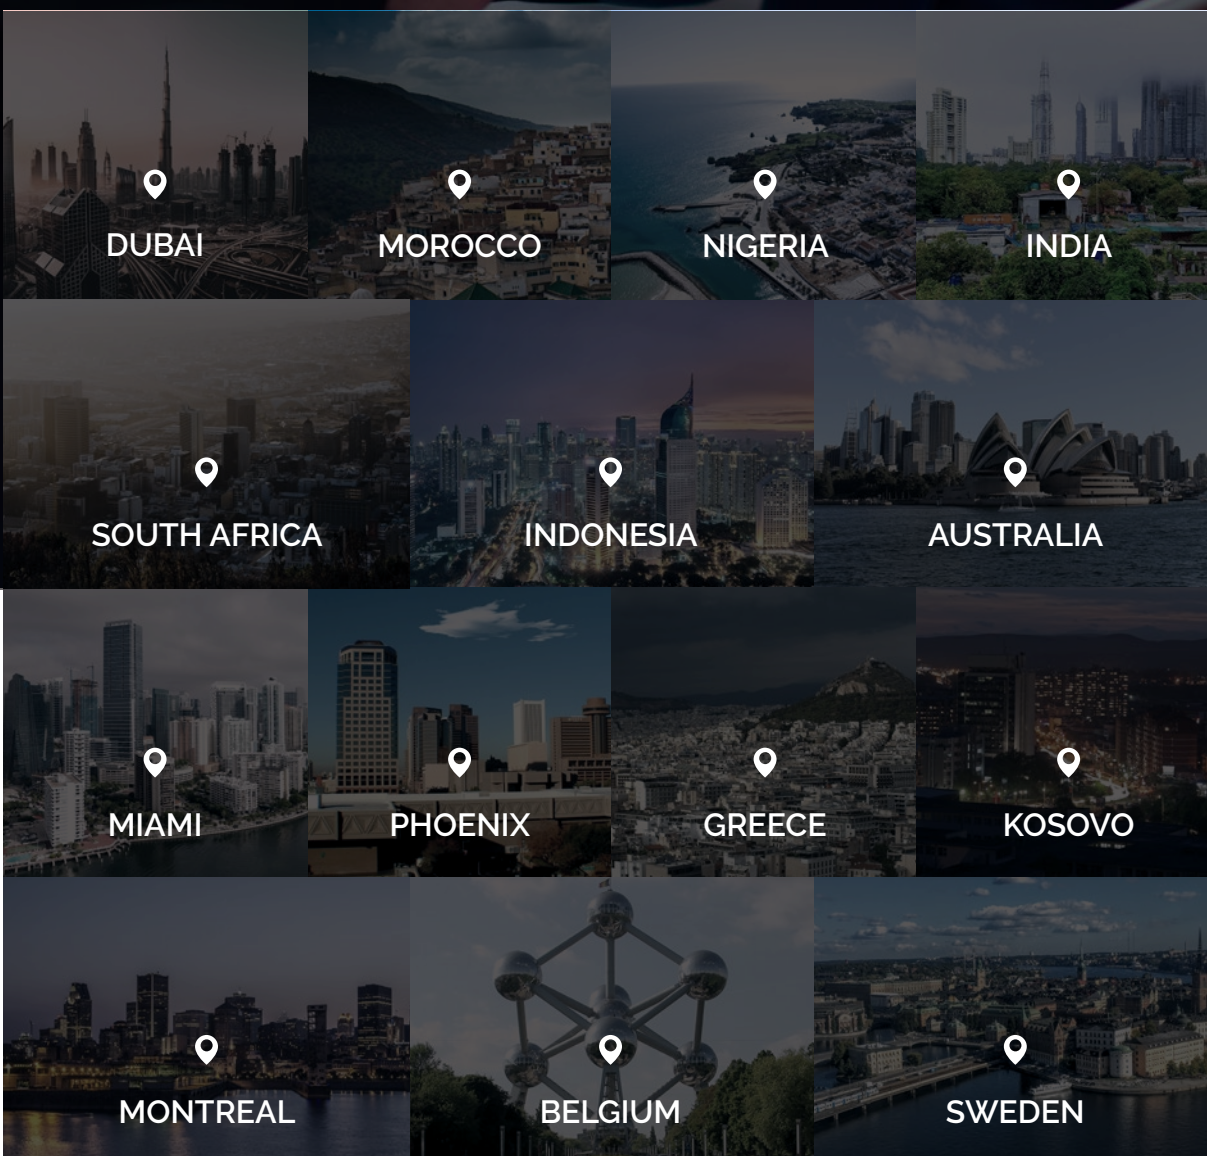 DUBAI
MOROCCO
NIGERIA
INDIA
SOUTH AFRICA
INDONESIA
AUSTRALIA
MIAMI
PHOENIX
GREECE
KOSOVO
MONTREAL
BELGIUM
SWEDEN